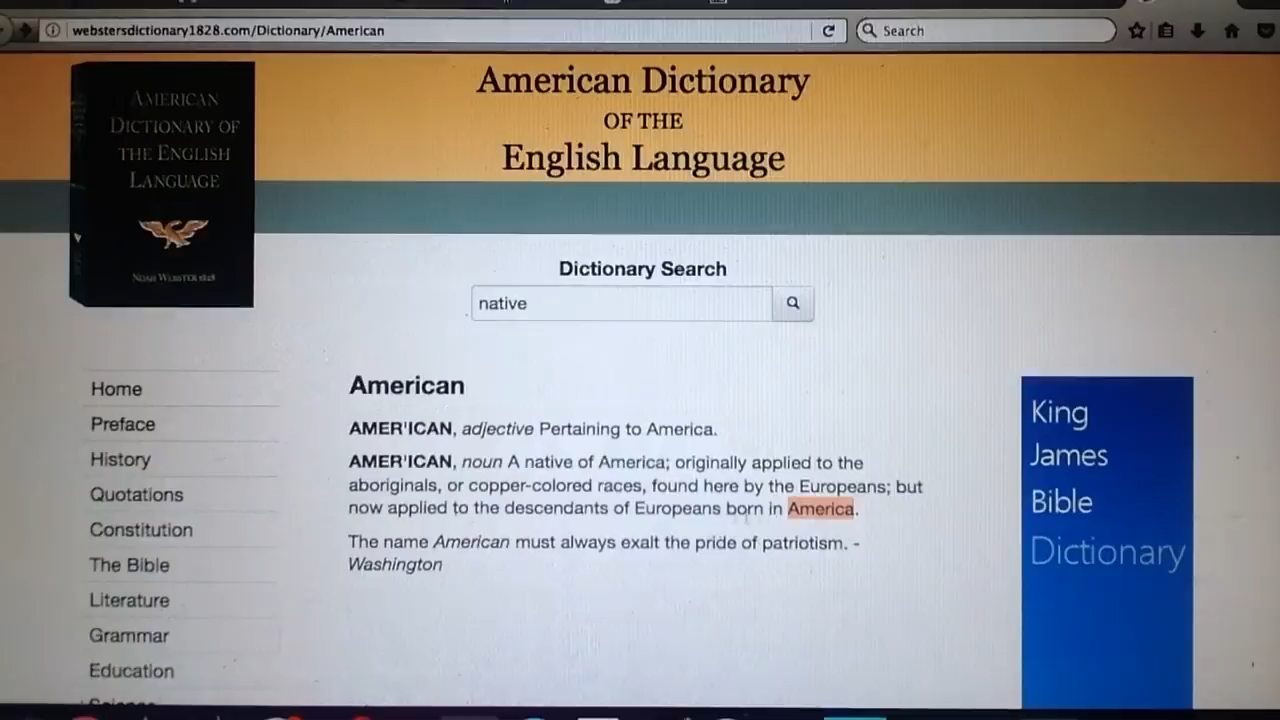 webstersdictionary1828.com/Dictionary/American
Search
American Dictionary
OF THE
English Language
AMERICAN
DICTIONARY OF
THE ENGLISH
LANGUAGE
NOAH WEBSTER 1828
Dictionary Search
native
Home
Preface
History
Quotations
Constitution
The Bible
Literature
Grammar
Education
American
AMER'ICAN, adjective Pertaining to America.
AMER'ICAN, noun A native of America; originally applied to the
aboriginals, or copper-colored races, found here by the Europeans; but
now applied to the descendants of Europeans born in America.
The name American must always exalt the pride of patriotism. -
Washington
King
James
Bible
Dictionary